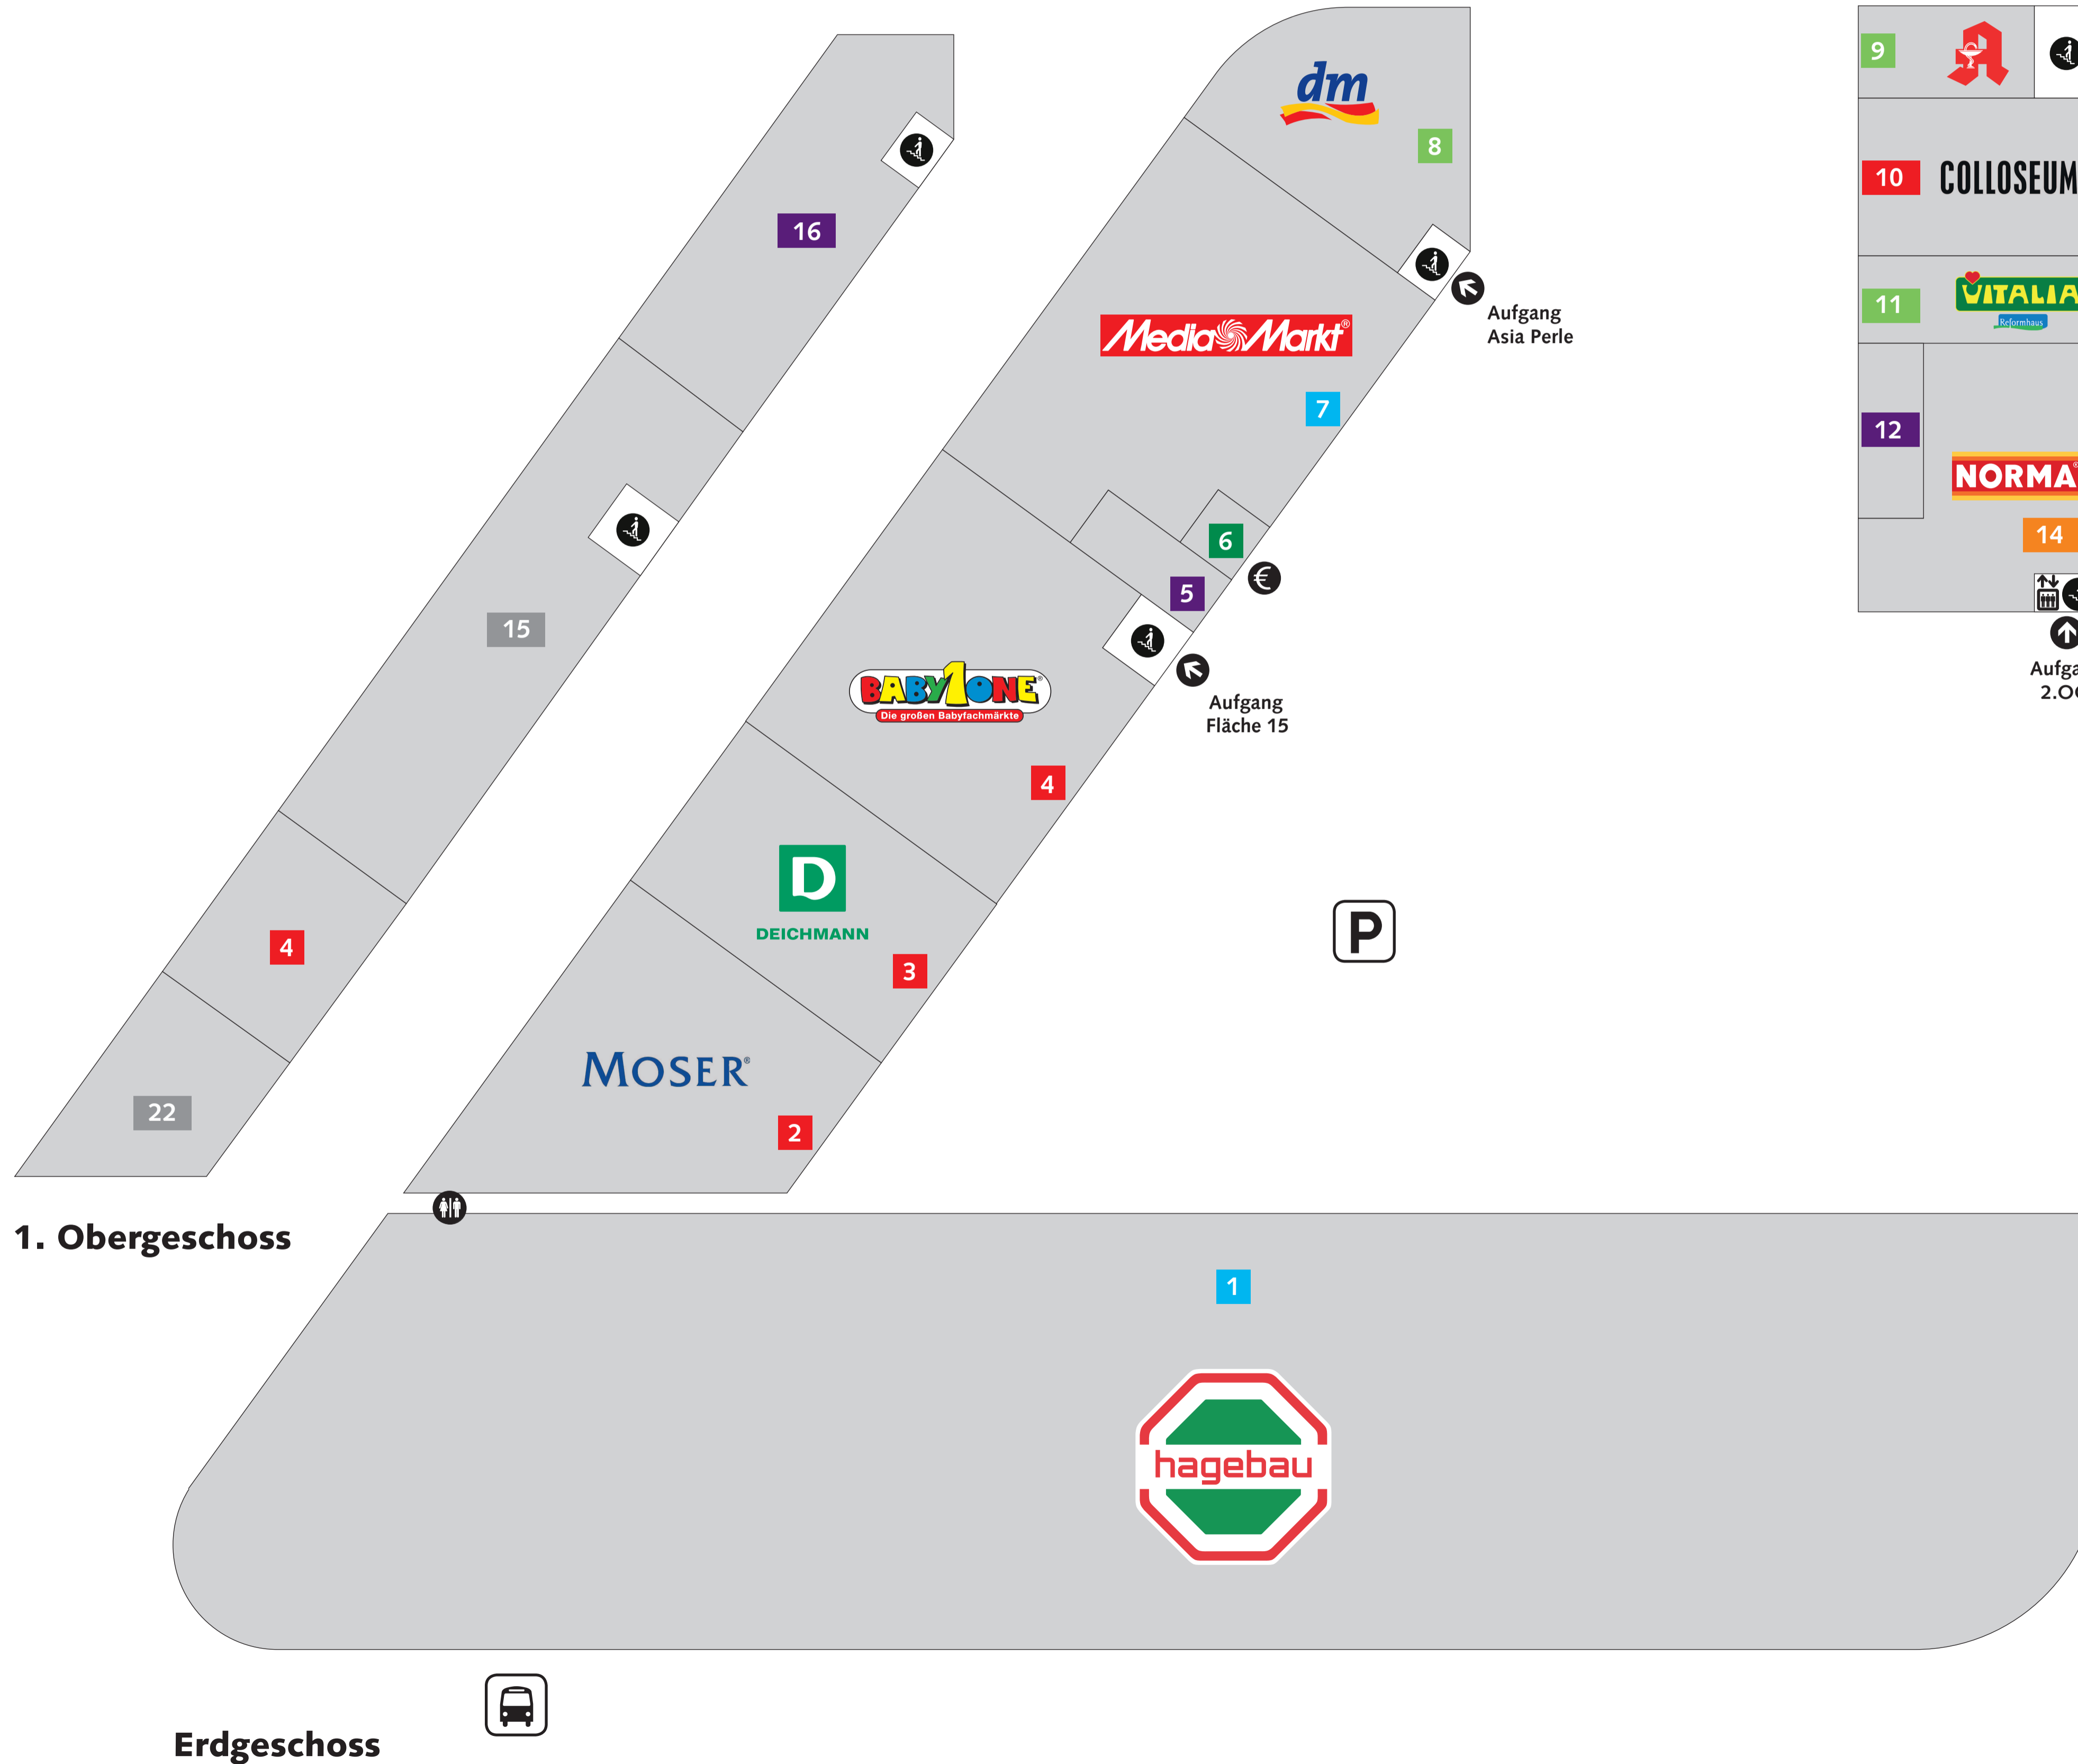 dm
8
9
A
10
COLLOSEUM
16
Aufgang
Asia Perle
11
VITALIA
Reformhaus
Media Markt®
7
12
NORMA®
14
6
€
5
15
BABY1ONE®
Die großen Babyfachmärkte
Aufgang
Fläche 15
4
D
DEICHMANN
3
P
4
MOSER®
2
22
1. Obergeschoss
1
hagebau
Erdgeschoss